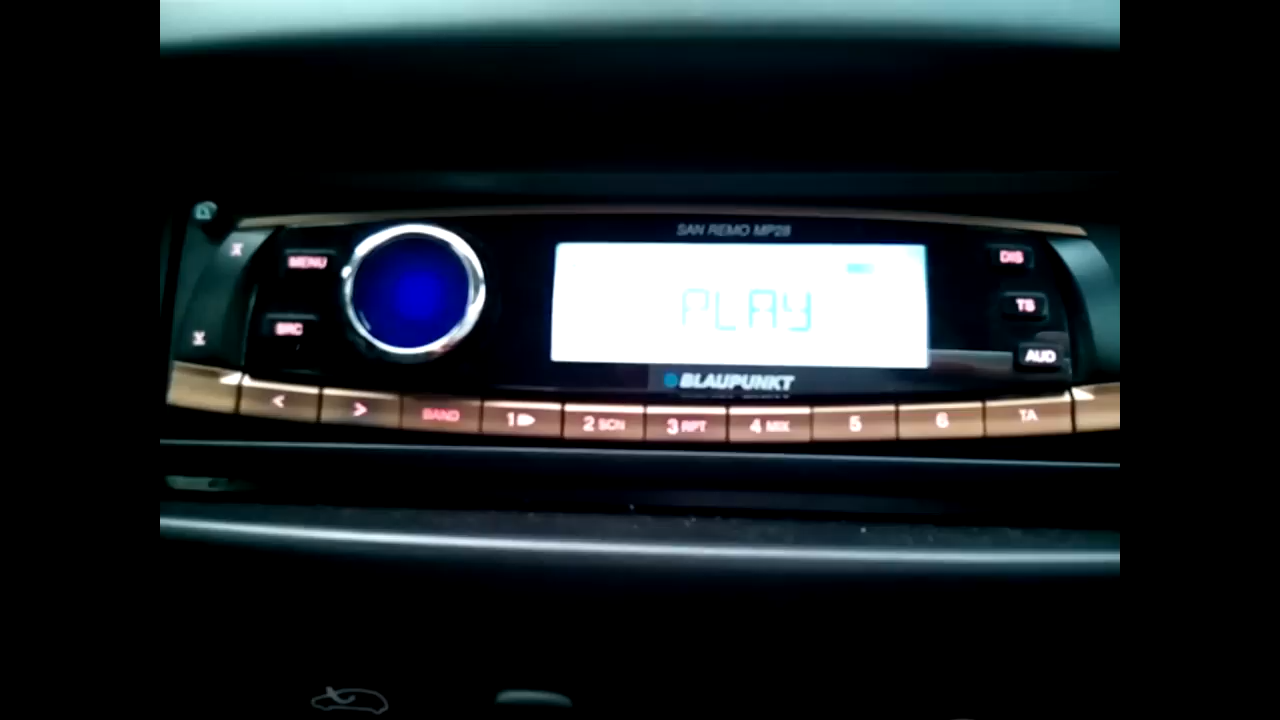 SAN REMO MP28
MENU
DIS
PLAY
TS
SRC
AUD
BLAUPUNKT
< > BAND 1 2 SCN 3 RPT 4 MIX 5 6 TA